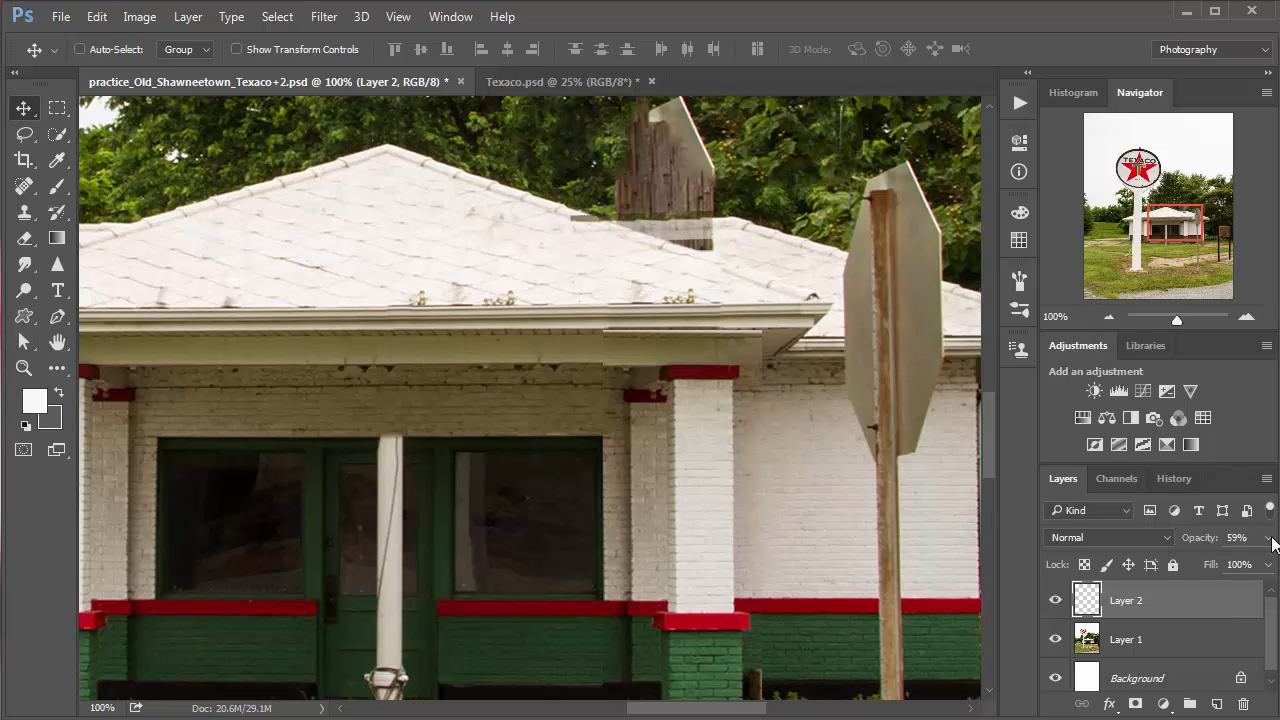 Ps File Edit Image Layer Type Select Filter 3D View Window Help
Auto-Select: Group Show Transform Controls 3D Mode: Photography
practice_Old_Shawneetown_Texaco+2.psd @ 100% (Layer 2, RGB/8) * Texaco.psd @ 25% (RGB/8*) *
Histogram Navigator
TEXACO
100%
Adjustments Libraries
Add an adjustment
Layers Channels History
Kind
Normal Opacity: 59%
Lock: Fill: 100%
Layer 2
Layer 1
Background
100% Doc: 20.6M/29.1M